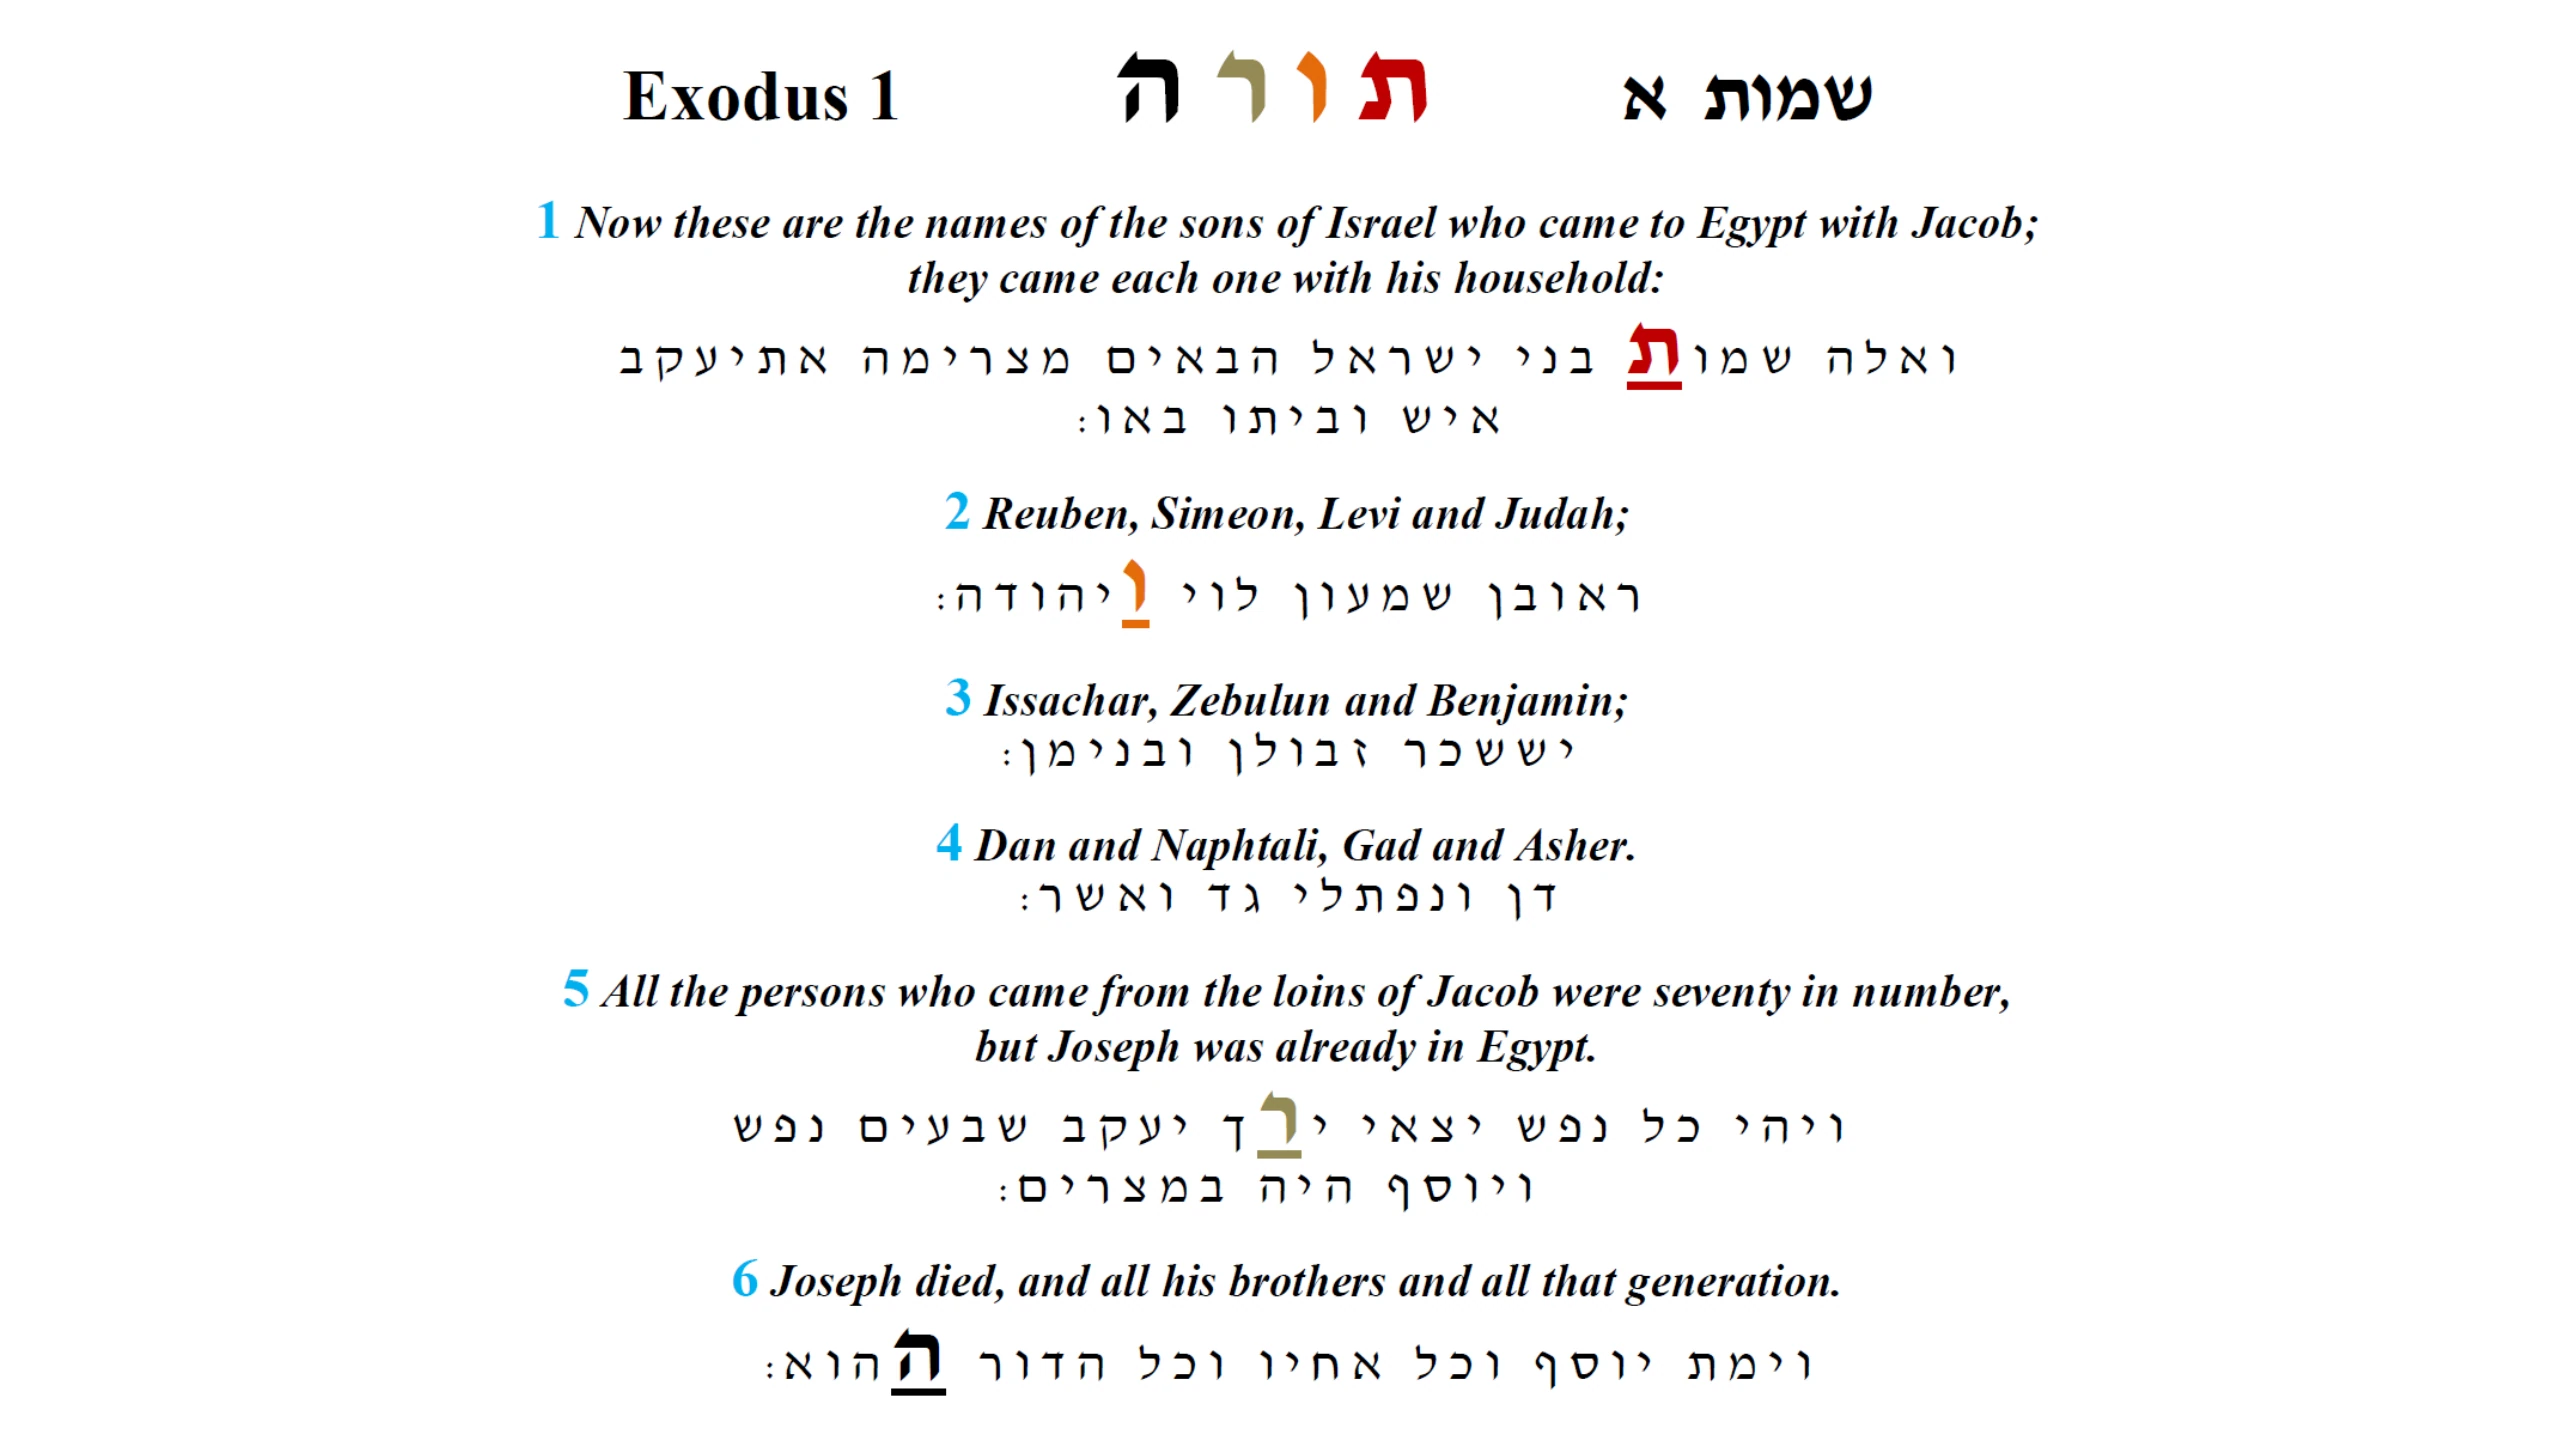 Exodus 1 תורה שמות א
1 Now these are the names of the sons of Israel who came to Egypt with Jacob;
they came each one with his household:
ואלה שמות בני ישראל הבאים מצרימה אתיעקב
איש וביתו באו:
2 Reuben, Simeon, Levi and Judah;
ראובן שמעון לוי ויהודה:
3 Issachar, Zebulun and Benjamin;
יששכר זבולן ובנימן:
4 Dan and Naphtali, Gad and Asher.
דן ונפתלי גד ואשר:
5 All the persons who came from the loins of Jacob were seventy in number,
but Joseph was already in Egypt.
ויהי כל נפש יצאי ירך יעקב שבעים נפש
ויוסף היה במצרים:
6 Joseph died, and all his brothers and all that generation.
וימת יוסף וכל אחיו וכל הדור ההוא: